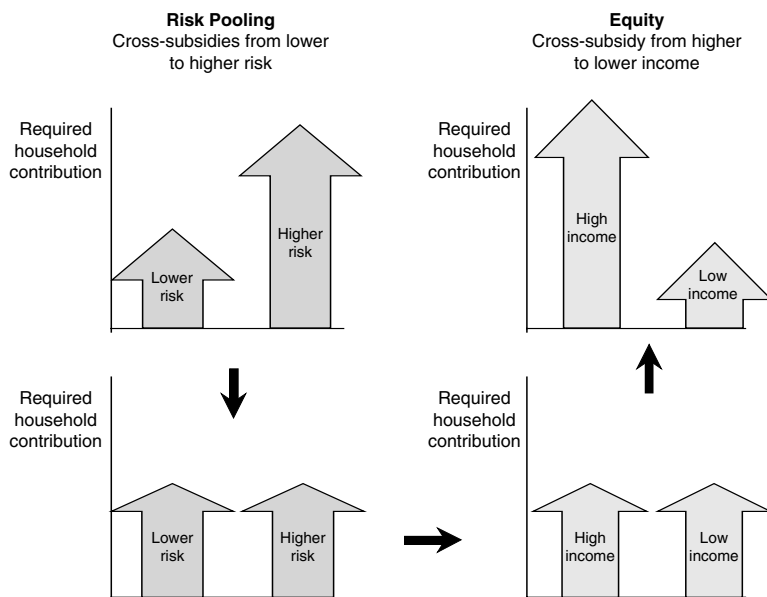 Risk Pooling
Cross-subsidies from lower
to higher risk
Required
household
contribution
Lower
risk
Higher
risk
Equity
Cross-subsidy from higher
to lower income
Required
household
contribution
High
income
Low
income
Required
household
contribution
Lower
risk
Higher
risk
Required
household
contribution
High
income
Low
income